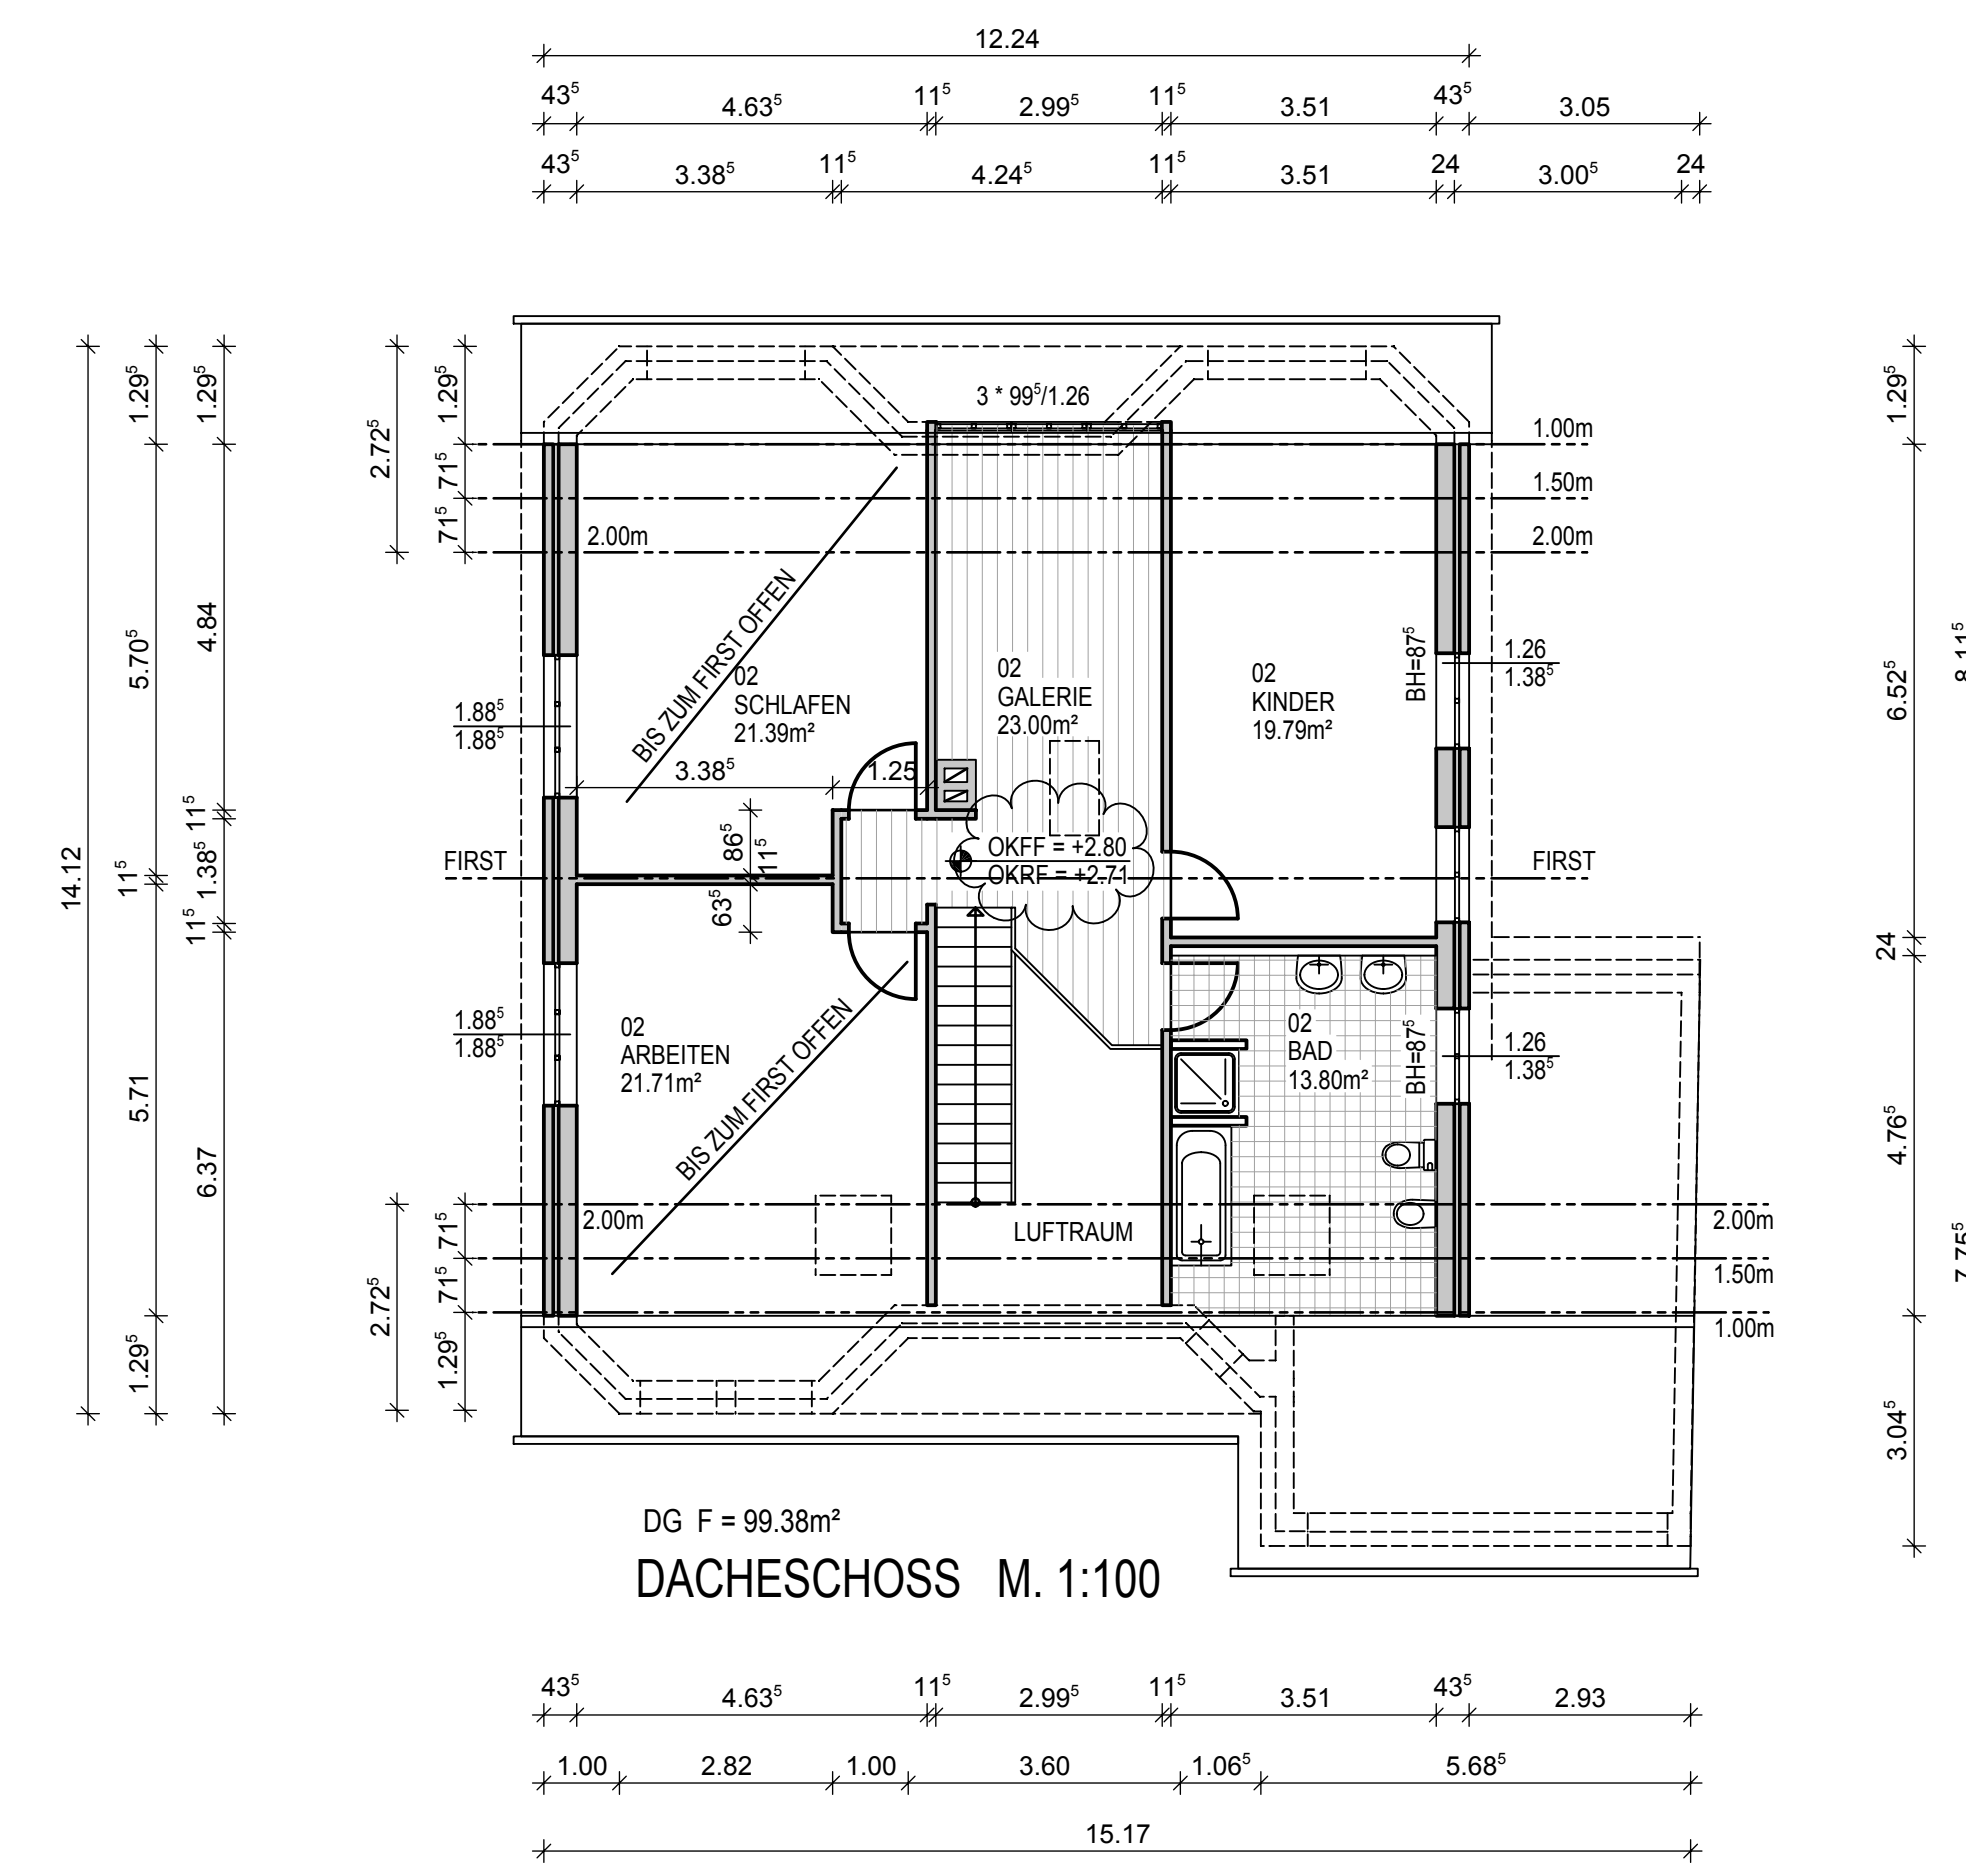 12.24
43⁵ 4.63⁵ 11⁵ 2.99⁵ 11⁵ 3.51 43⁵ 3.05
43⁵ 3.38⁵ 11⁵ 4.24⁵ 11⁵ 3.51 24 3.00⁵ 24
14.12
1.29⁵ 5.70⁵ 11⁵ 5.71 1.29⁵
1.29⁵ 4.84 11⁵ 1.38⁵ 11⁵ 6.37
2.72⁵ 2.72⁵
1.29⁵ 71⁵ 71⁵ 71⁵ 71⁵ 1.29⁵
3 * 99⁵/1.26
1.00m
1.50m
2.00m
2.00m
BIS ZUM FIRST OFFEN
02
SCHLAFEN
21.39m²
02
GALERIE
23.00m²
02
KINDER
19.79m²
BH=87⁵
1.26
1.38⁵
1.88⁵
1.88⁵
3.38⁵ 1.25
86⁵
11⁵
63⁵
OKFF = +2.80
OKRF = +2.71
FIRST
FIRST
1.88⁵
1.88⁵
02
ARBEITEN
21.71m²
BIS ZUM FIRST OFFEN
02
BAD
13.80m²
BH=87⁵
1.26
1.38⁵
2.00m
LUFTRAUM
2.00m
1.50m
1.00m
1.29⁵ 6.52⁵ 24 4.76⁵ 3.04⁵
8.11⁵
7.75⁵
DG F = 99.38m²
DACHESCHOSS M. 1:100
43⁵ 4.63⁵ 11⁵ 2.99⁵ 11⁵ 3.51 43⁵ 2.93
1.00 2.82 1.00 3.60 1.06⁵ 5.68⁵
15.17